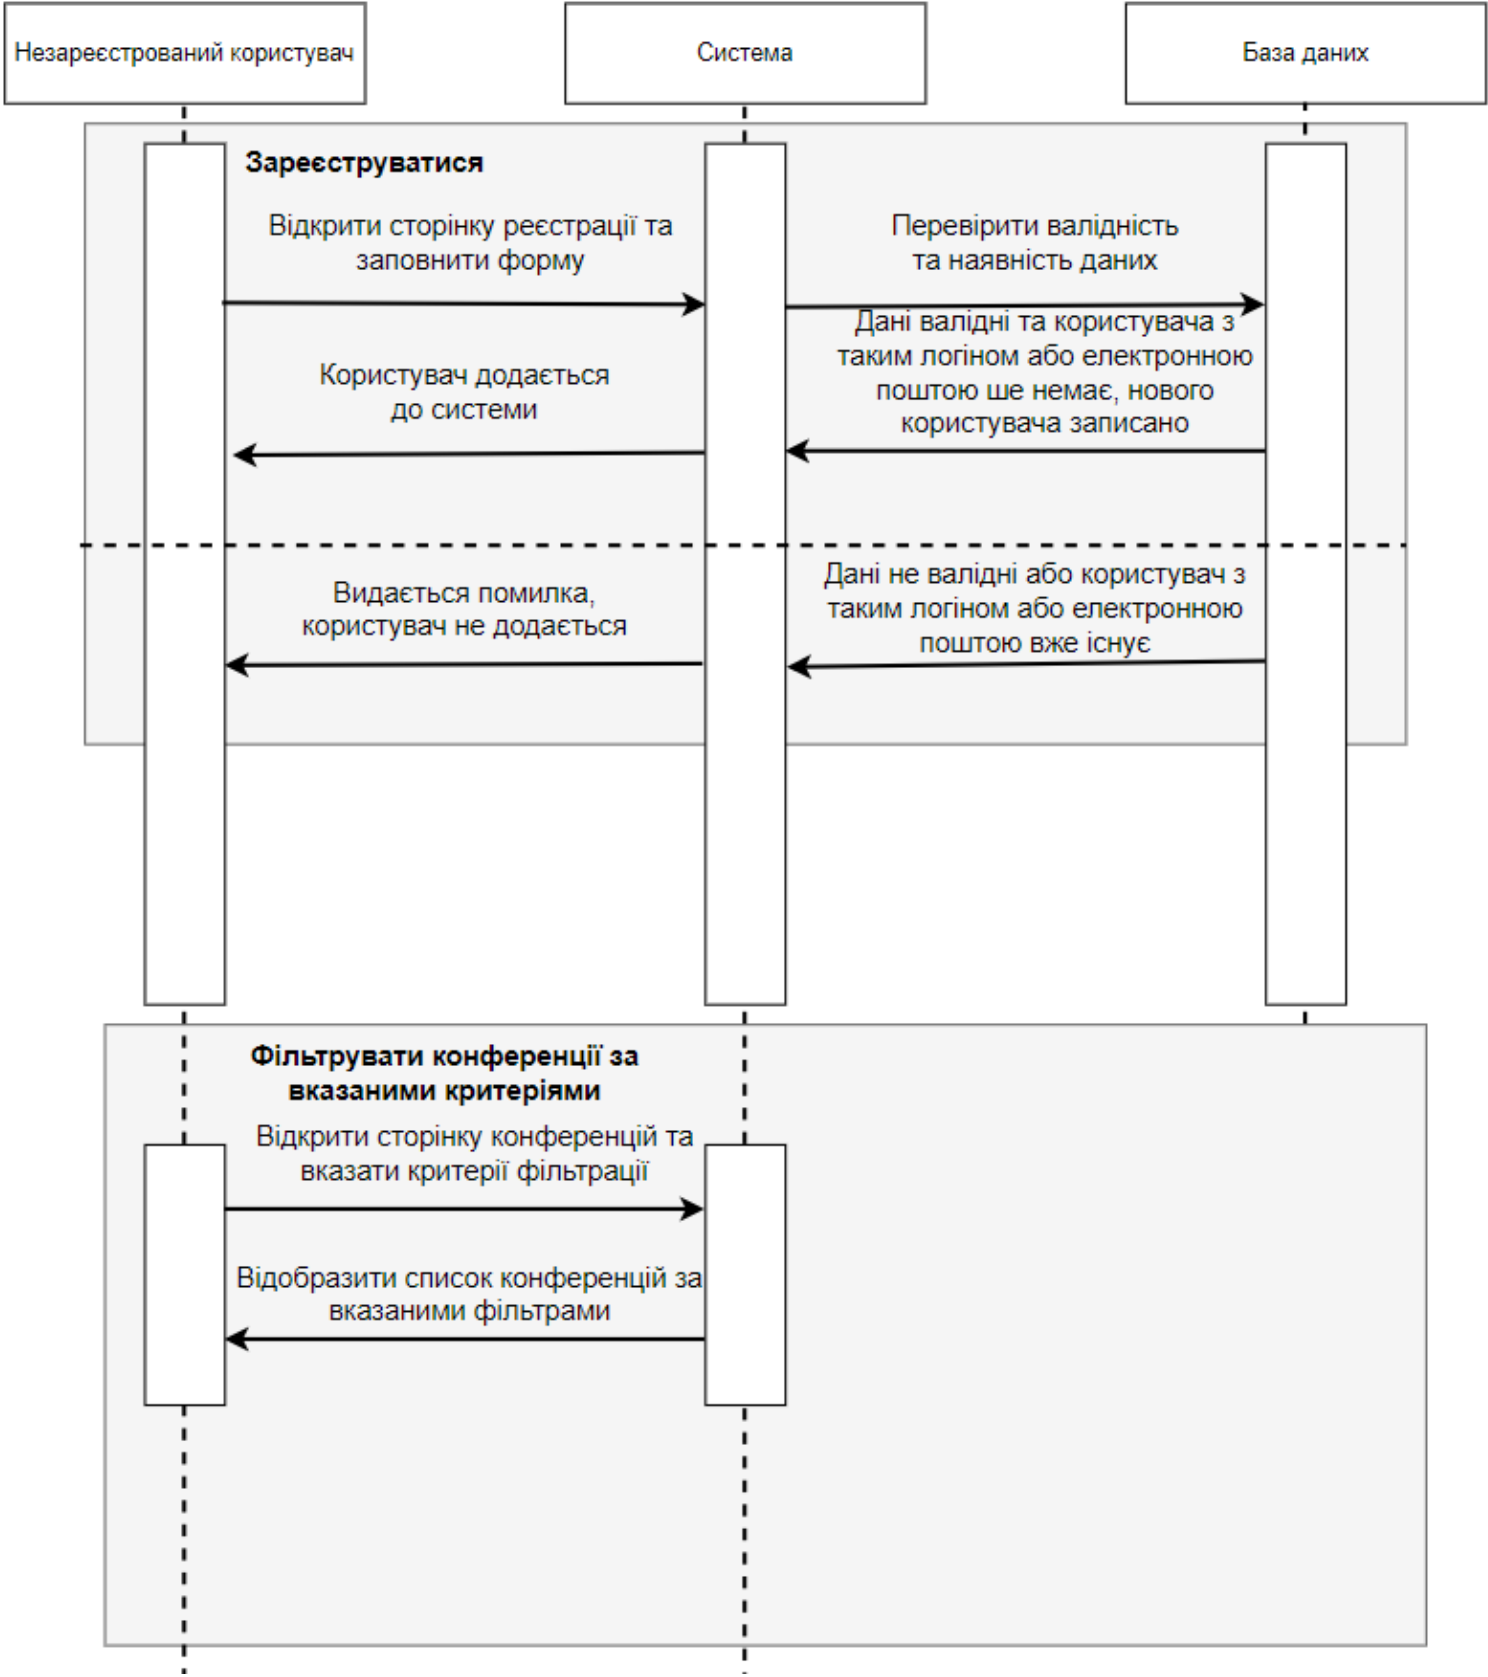 Незареєстрований користувач
Система
База даних
Зареєструватися
Відкрити сторінку реєстрації та
заповнити форму
Перевірити валідність
та наявність даних
Користувач додається
до системи
Дані валідні та користувача з
таким логіном або електронною
поштою ше немає, нового
користувача записано
Видається помилка,
користувач не додається
Дані не валідні або користувач з
таким логіном або електронною
поштою вже існує
Фільтрувати конференції за
вказаними критеріями
Відкрити сторінку конференцій та
вказати критерії фільтрації
Відобразити список конференцій за
вказаними фільтрами